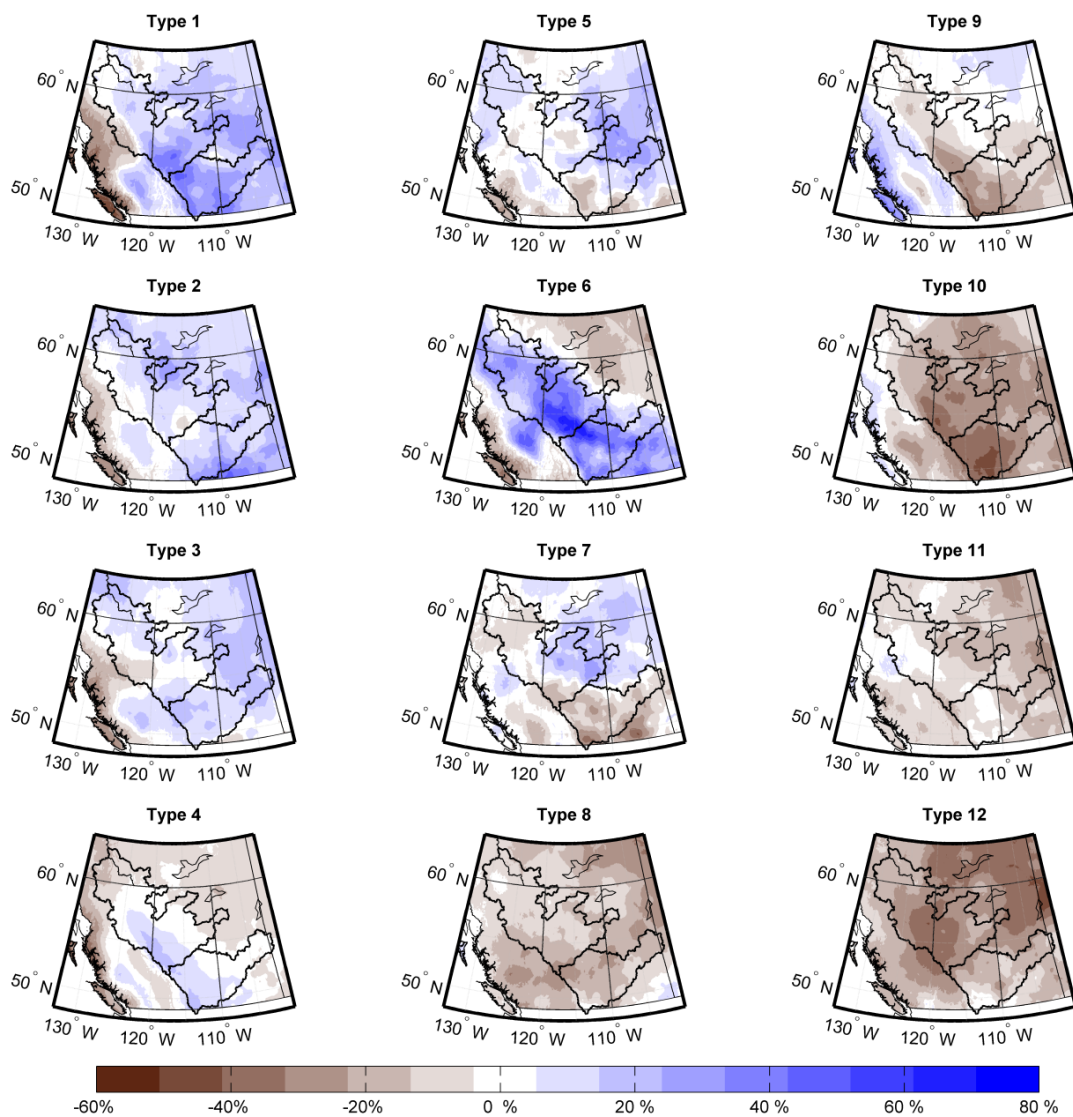 Type 1 Type 5 Type 9
60° N 60° N 60° N
50° N 50° N 50° N
130° W 120° W 110° W 130° W 120° W 110° W 130° W 120° W 110° W
Type 2 Type 6 Type 10
60° N 60° N 60° N
50° N 50° N 50° N
130° W 120° W 110° W 130° W 120° W 110° W 130° W 120° W 110° W
Type 3 Type 7 Type 11
60° N 60° N 60° N
50° N 50° N 50° N
130° W 120° W 110° W 130° W 120° W 110° W 130° W 120° W 110° W
Type 4 Type 8 Type 12
60° N 60° N 60° N
50° N 50° N 50° N
130° W 120° W 110° W 130° W 120° W 110° W 130° W 120° W 110° W
-60% -40% -20% 0 % 20 % 40 % 60 % 80 %